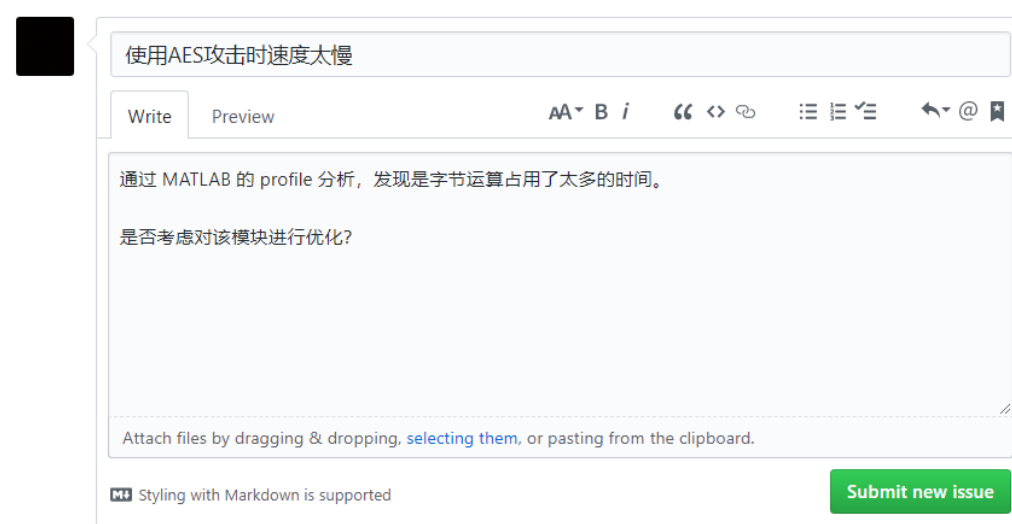 使用AES攻击时速度太慢
Write Preview AA B i
通过 MATLAB 的 profile 分析，发现是字节运算占用了太多的时间。
是否考虑对该模块进行优化?
Attach files by dragging & dropping, selecting them, or pasting from the clipboard.
Styling with Markdown is supported
Submit new issue